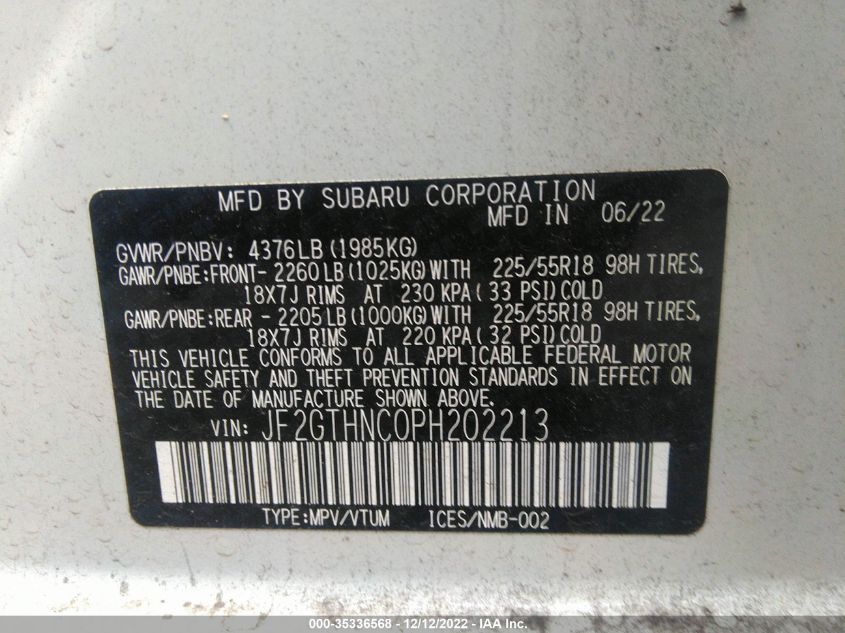 MFD BY SUBARU CORPORATION
MFD IN 06/22
GVWR/PNBV: 4376LB (1985KG)
GAWR/PNBE:FRONT- 2260LB (1025KG)WITH 225/55R18 98H TIRES,
18X7J RIMS AT 230 KPA( 33 PSI)COLD
GAWR/PNBE:REAR - 2205LB (1000KG)WITH 225/55R18 98H TIRES,
18X7J RIMS AT 220 KPA( 32 PSI)COLD
THIS VEHICLE CONFORMS TO ALL APPLICABLE FEDERAL MOTOR
VEHICLE SAFETY AND THEFT PREVENTION STANDARDS IN EFFECT ON
THE DATE OF MANUFACTURE SHOWN ABOVE.
VIN: JF2GTHNC0PH202213
TYPE:MPV/VTUM ICES/NMB-002
000-35336568 - 12/12/2022 - IAAI Inc.